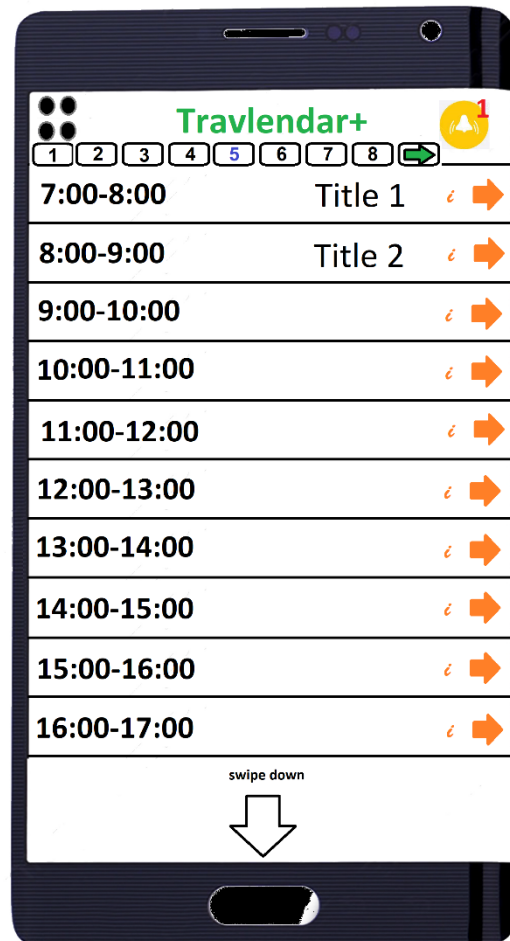 Travlendar+ 1
1 2 3 4 5 6 7 8
7:00-8:00 Title 1 i
8:00-9:00 Title 2 i
9:00-10:00 i
10:00-11:00 i
11:00-12:00 i
12:00-13:00 i
13:00-14:00 i
14:00-15:00 i
15:00-16:00 i
16:00-17:00 i
swipe down